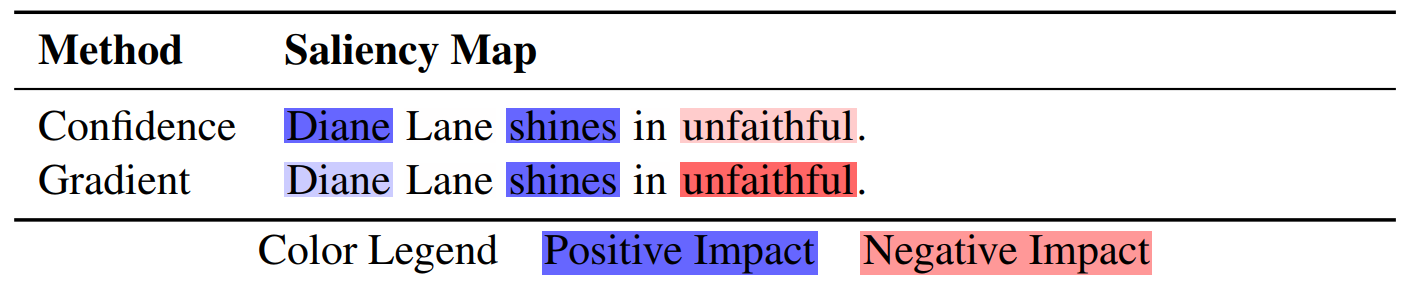 Method Saliency Map
Confidence Diane Lane shines in unfaithful.
Gradient Diane Lane shines in unfaithful.
Color Legend Positive Impact Negative Impact